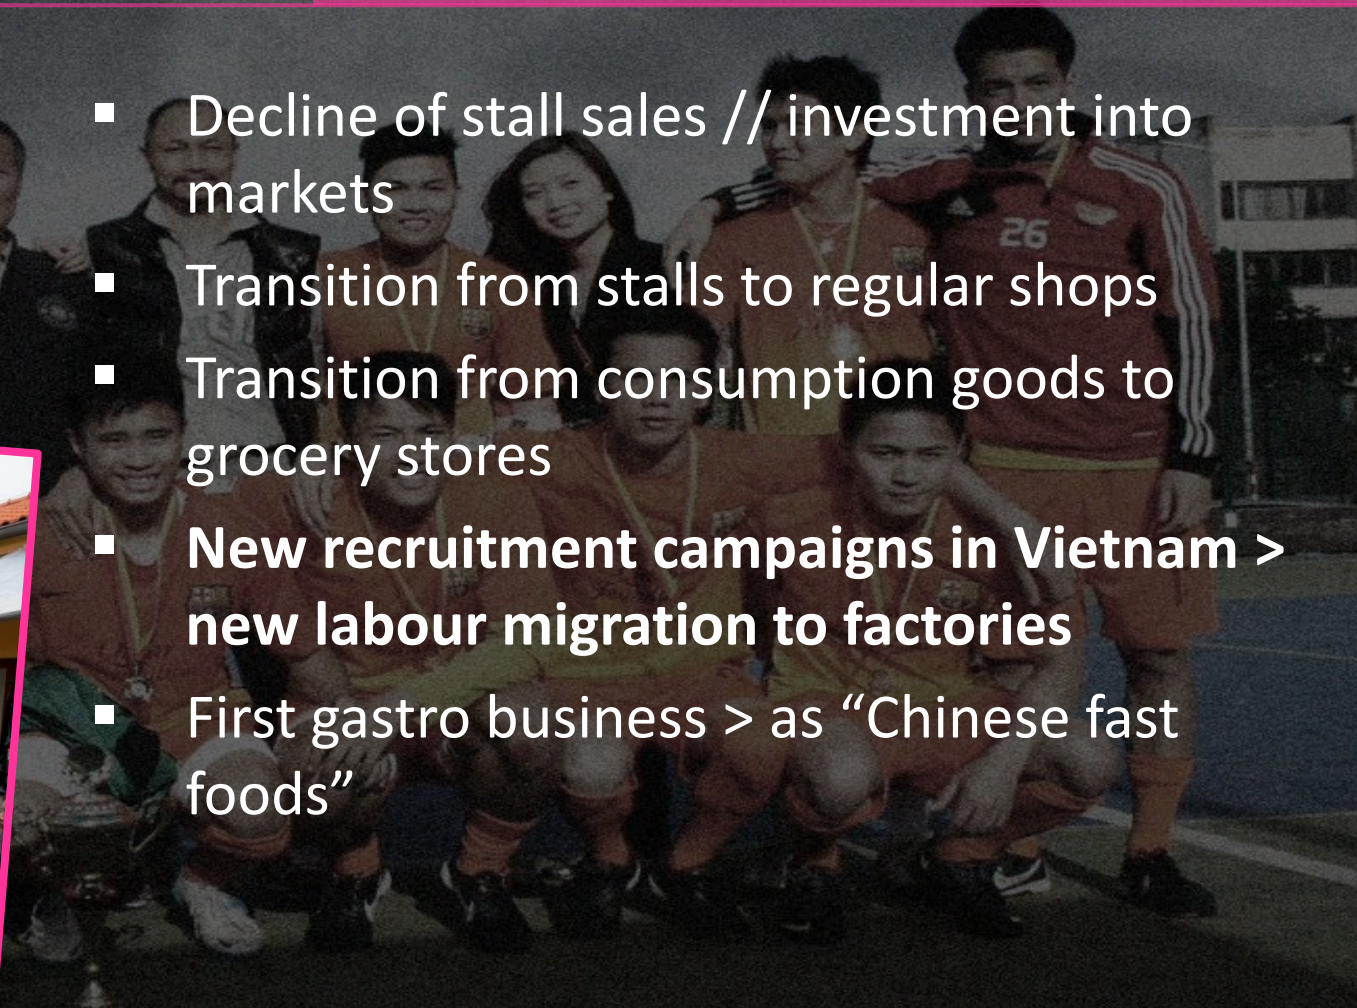 Decline of stall sales // investment into
markets
Transition from stalls to regular shops
Transition from consumption goods to
grocery stores
New recruitment campaigns in Vietnam >
new labour migration to factories
First gastro business > as “Chinese fast
foods”
26